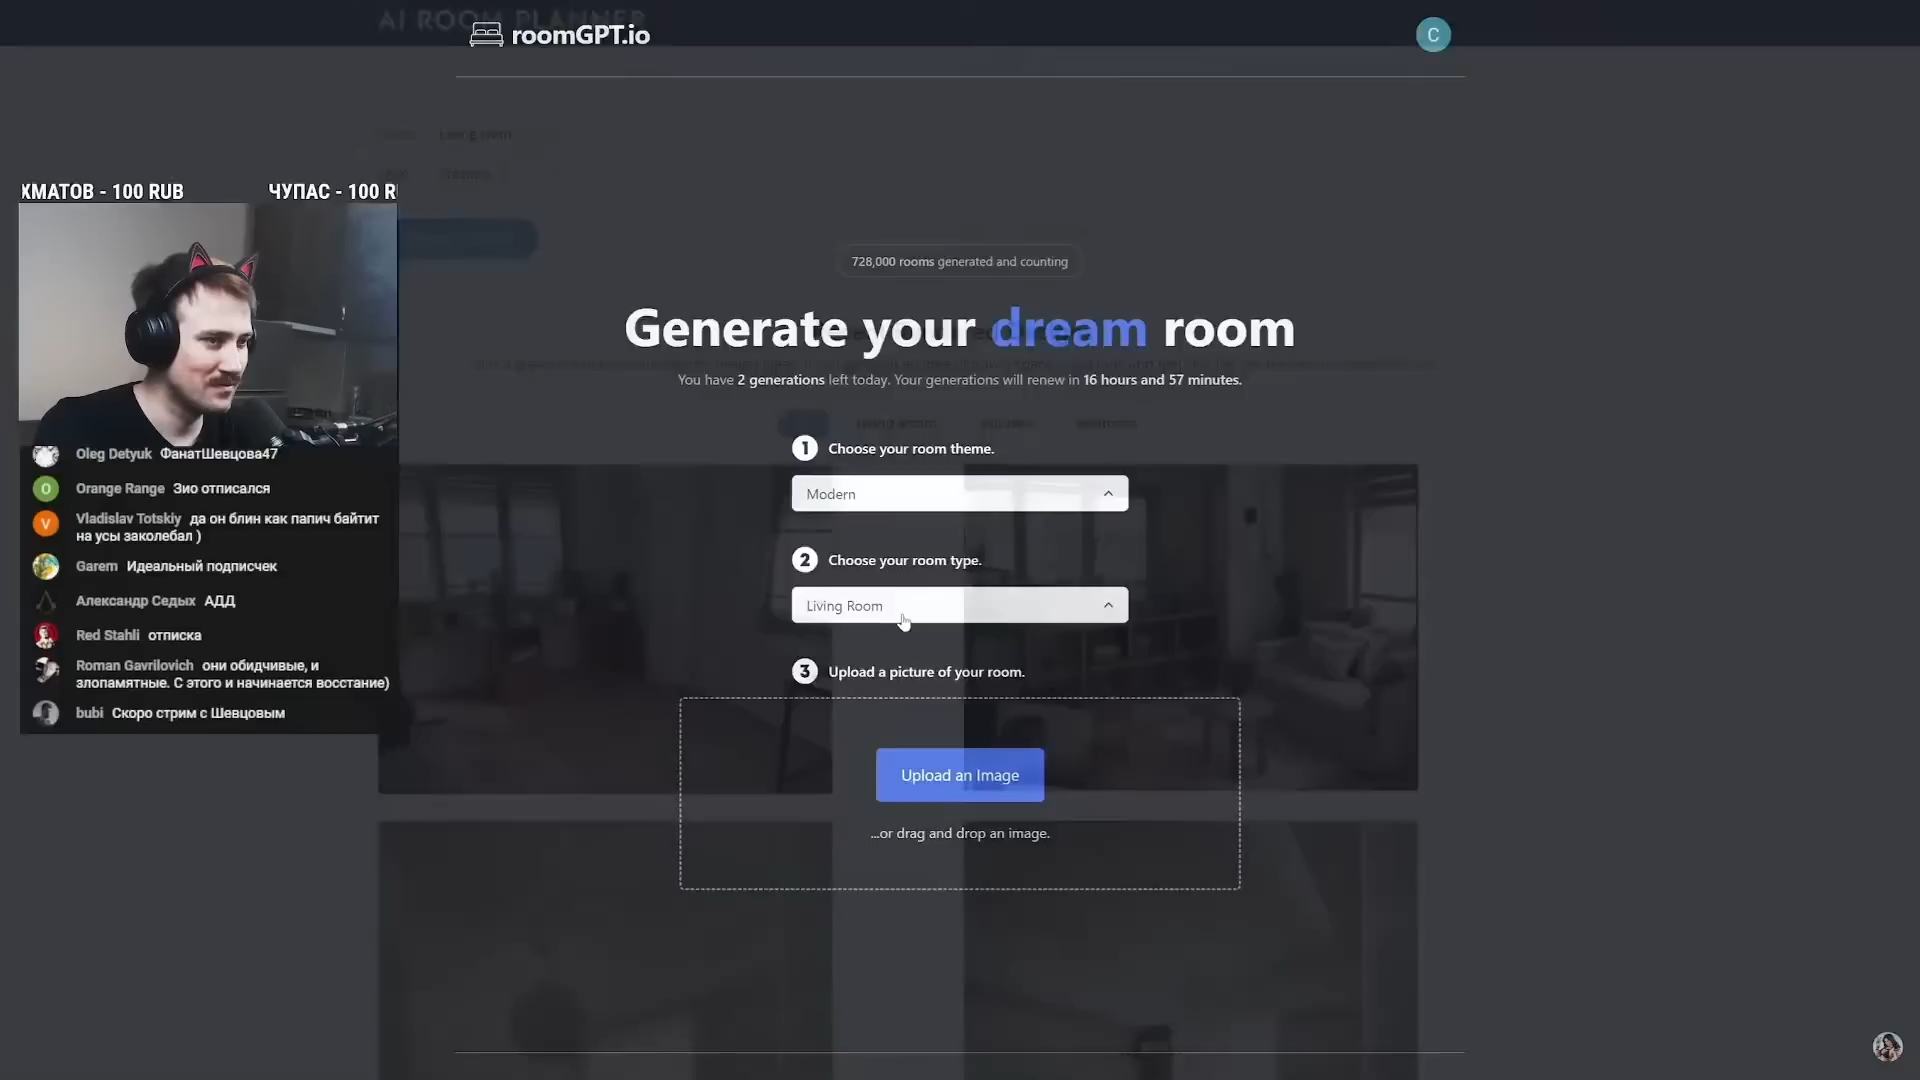 AI ROOM PLANNER
roomGPT.io
C
ХМАТОВ - 100 RUB
ЧУПАС - 100 R
728,000 rooms generated and counting
Generate your dream room
You have 2 generations left today. Your generations will renew in 16 hours and 57 minutes.
1 Choose your room theme.
Modern
2 Choose your room type.
Living Room
3 Upload a picture of your room.
Upload an Image
...or drag and drop an image.
Oleg Detyuk ФанатШевцова47
O Orange Range Зио отписался
V Vladislav Totskiy да он блин как папич байтит
на усы заколебал )
Garem Идеальный подписчек
Александр Седых АДД
Red Stahli отписка
Roman Gavrilovich они обидчивые, и
злопамятные. С этого и начинается восстание)
bubi Скоро стрим с Шевцовым